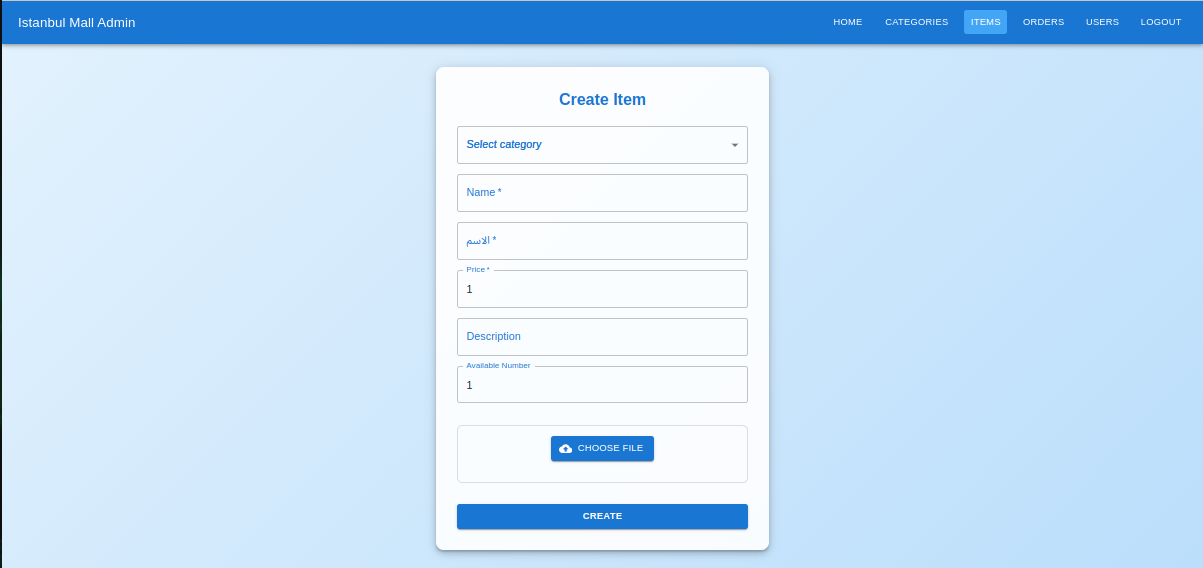 Istanbul Mall Admin
HOME CATEGORIES ITEMS ORDERS USERS LOGOUT
Create Item
Select category
Name *
الاسم *
Price *
1
Description
Available Number
1
CHOOSE FILE
CREATE